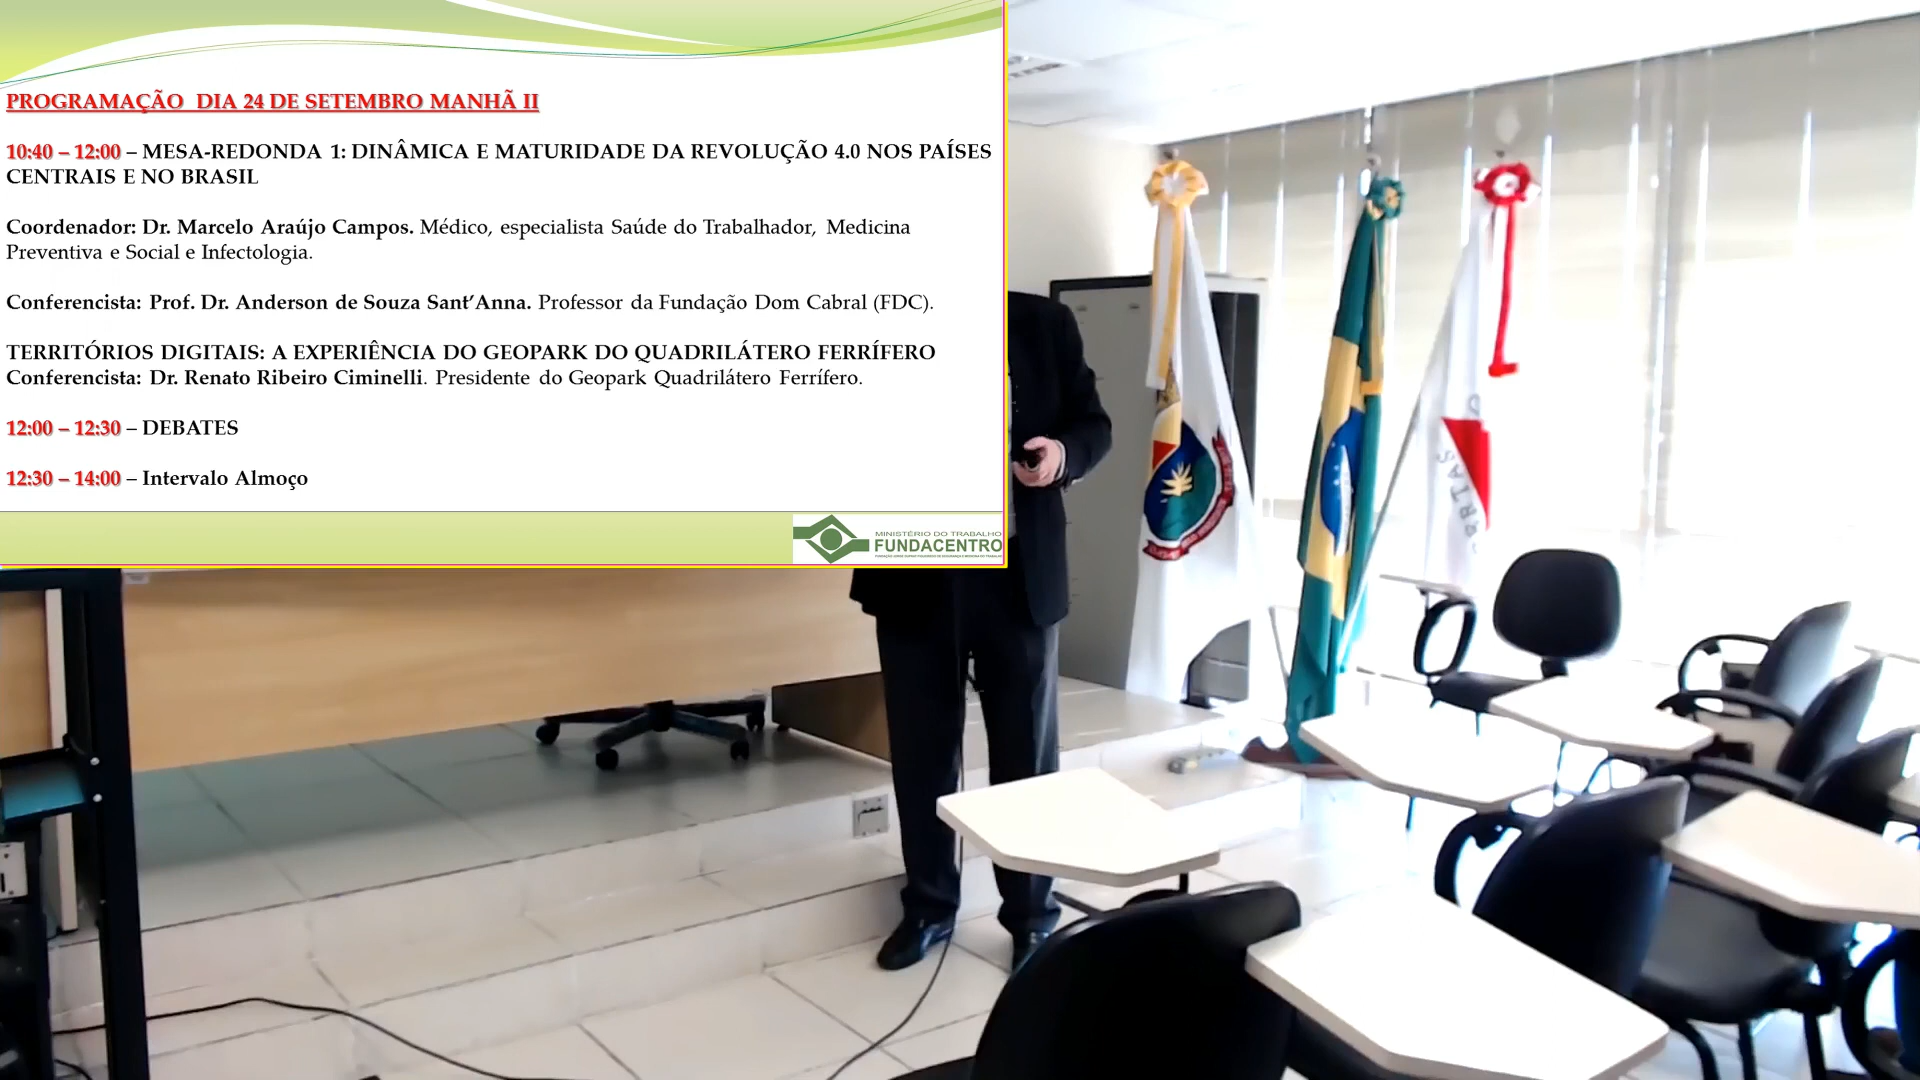 PROGRAMAÇÃO DIA 24 DE SETEMBRO MANHÃ II
10:40 – 12:00 – MESA-REDONDA 1: DINÂMICA E MATURIDADE DA REVOLUÇÃO 4.0 NOS PAÍSES
CENTRAIS E NO BRASIL
Coordenador: Dr. Marcelo Araújo Campos. Médico, especialista Saúde do Trabalhador, Medicina
Preventiva e Social e Infectologia.
Conferencista: Prof. Dr. Anderson de Souza Sant’Anna. Professor da Fundação Dom Cabral (FDC).
TERRITÓRIOS DIGITAIS: A EXPERIÊNCIA DO GEOPARK DO QUADRILÁTERO FERRÍFERO
Conferencista: Dr. Renato Ribeiro Ciminelli. Presidente do Geopark Quadrilátero Ferrífero.
12:00 – 12:30 – DEBATES
12:30 – 14:00 – Intervalo Almoço
MINISTÉRIO DO TRABALHO
FUNDACENTRO